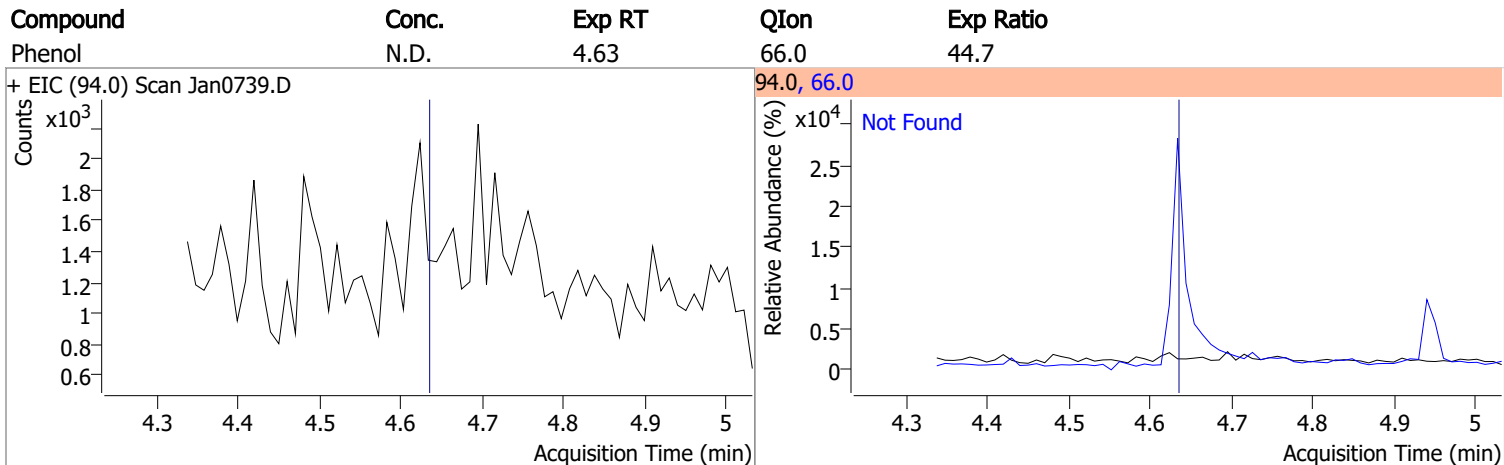 Compound Conc. Exp RT QIon Exp Ratio
Phenol N.D. 4.63 66.0 44.7
+ EIC (94.0) Scan Jan0739.D
Counts
x10³
2
1.8
1.6
1.4
1.2
1
0.8
0.6
4.3 4.4 4.5 4.6 4.7 4.8 4.9 5
Acquisition Time (min)
94.0, 66.0
Relative Abundance (%)
x10⁴
Not Found
2.5
2
1.5
1
0.5
0
4.3 4.4 4.5 4.6 4.7 4.8 4.9 5
Acquisition Time (min)